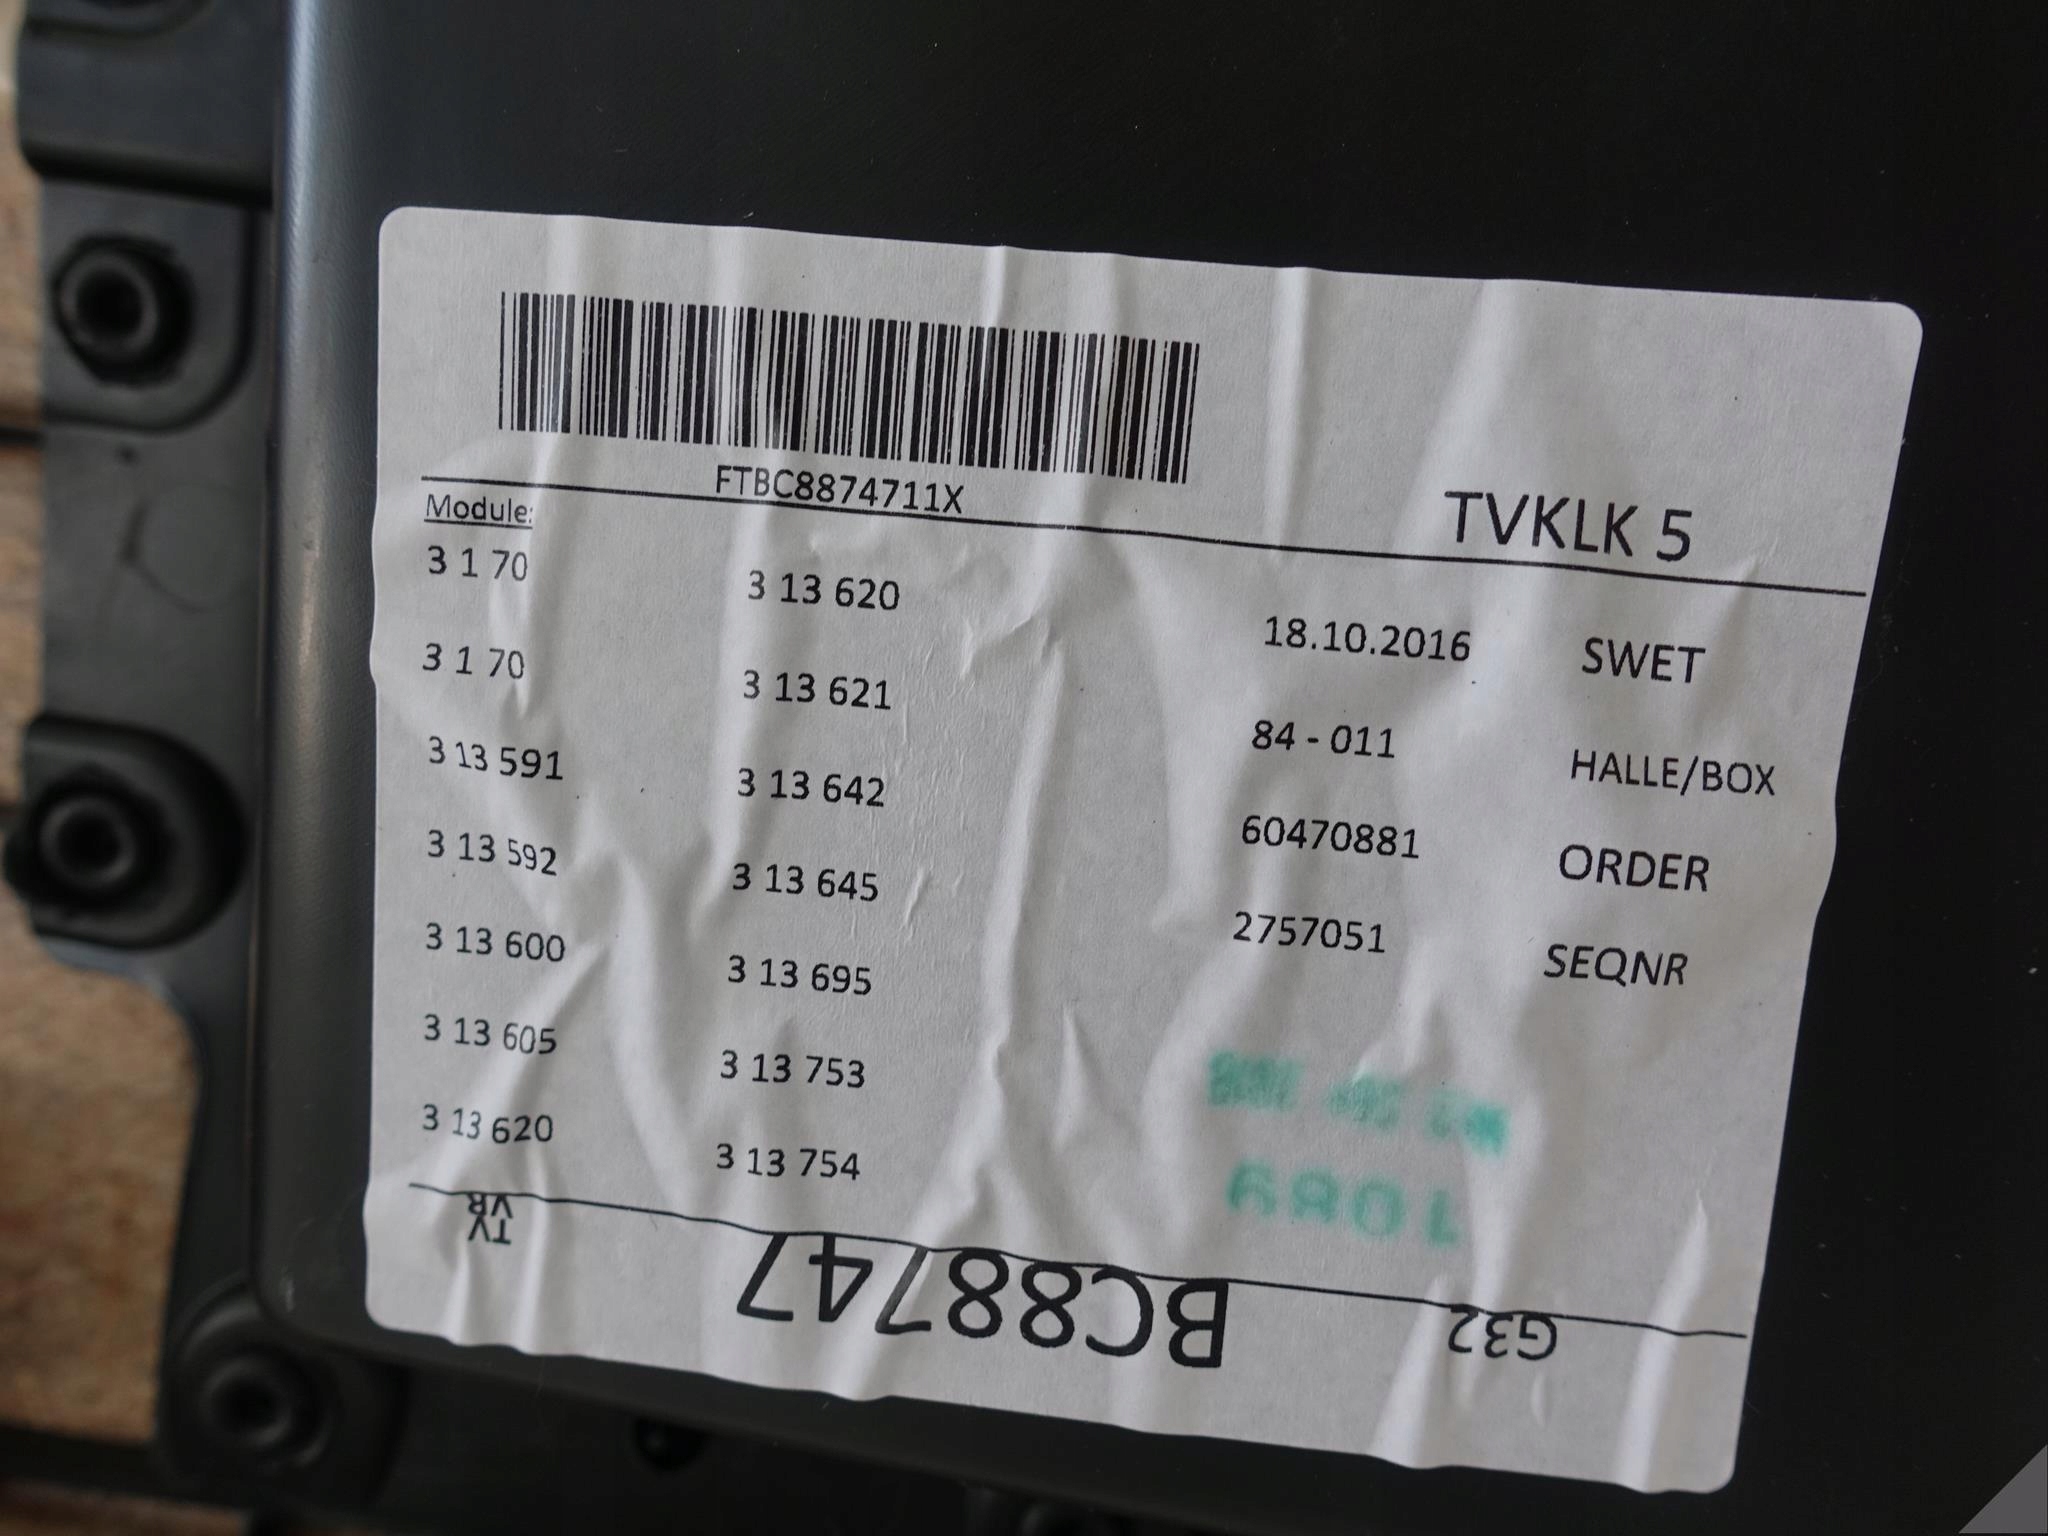 FTBC8874711X
TVKLK 5
Module:
3 1 70 3 13 620 18.10.2016 SWET
3 1 70 3 13 621 84 - 011 HALLE/BOX
3 13 591 3 13 642 60470881 ORDER
3 13 592 3 13 645 2757051 SEQNR
3 13 600 3 13 695
3 13 605 3 13 753
3 13 620 3 13 754
1089
G32 BC88747 TV
VR